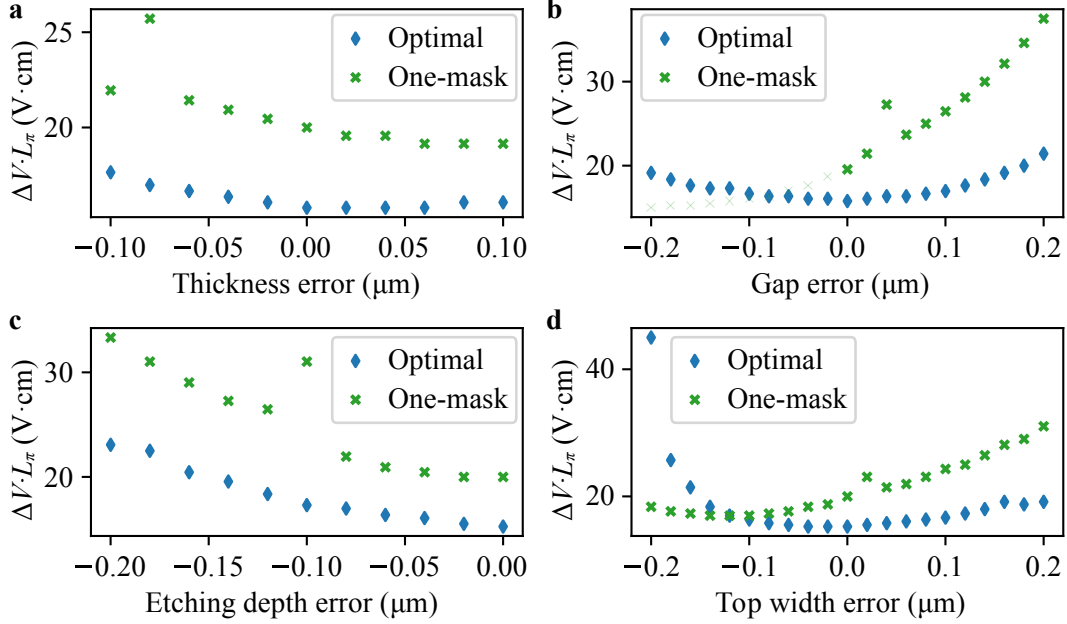 a
25
20
ΔV·Lπ (V·cm)
Optimal
One-mask
−0.10 −0.05 0.00 0.05 0.10
Thickness error (μm)
b
30
20
ΔV·Lπ (V·cm)
Optimal
One-mask
−0.2 −0.1 0.0 0.1 0.2
Gap error (μm)
c
30
20
ΔV·Lπ (V·cm)
Optimal
One-mask
−0.20 −0.15 −0.10 −0.05 0.00
Etching depth error (μm)
d
40
20
ΔV·Lπ (V·cm)
Optimal
One-mask
−0.2 −0.1 0.0 0.1 0.2
Top width error (μm)